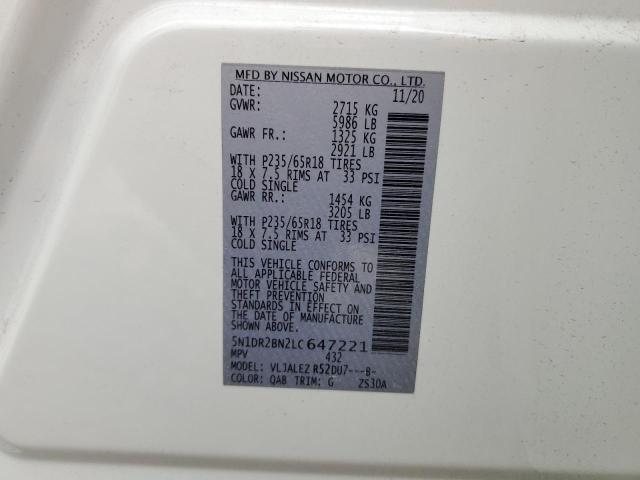 MFD BY NISSAN MOTOR CO., LTD.
DATE: 11/20
GVWR: 2715 KG
5986 LB
GAWR FR.: 1325 KG
2921 LB
WITH P235/65R18 TIRES
18 X 7.5 RIMS AT 33 PSI
COLD SINGLE
GAWR RR.: 1454 KG
3205 LB
WITH P235/65R18 TIRES
18 X 7.5 RIMS AT 33 PSI
COLD SINGLE
THIS VEHICLE CONFORMS TO
ALL APPLICABLE FEDERAL
MOTOR VEHICLE SAFETY AND
THEFT PREVENTION
STANDARDS IN EFFECT ON
THE DATE OF MANUFACTURE
SHOWN ABOVE.
5N1DR2BN2LC647221
MPV 432
MODEL: VLJALEZ R52DU7---B-
COLOR: QAB TRIM: G ZS30A